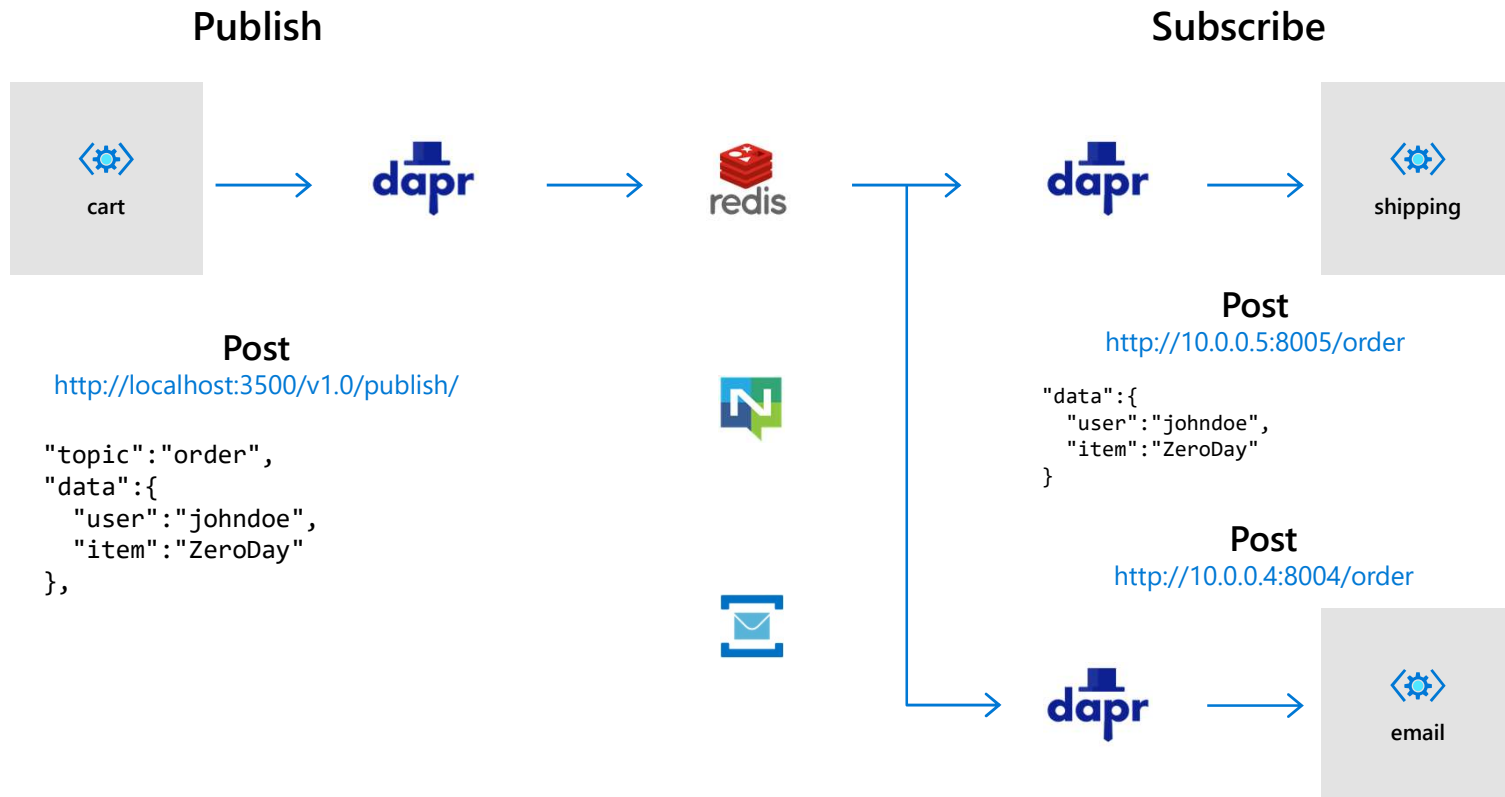 Publish
Subscribe
cart
dapr
redis
dapr
shipping
Post
http://localhost:3500/v1.0/publish/
"topic":"order",
"data":{
  "user":"johndoe",
  "item":"ZeroDay"
},
N
Post
http://10.0.0.5:8005/order
"data":{
  "user":"johndoe",
  "item":"ZeroDay"
}
Post
http://10.0.0.4:8004/order
dapr
email